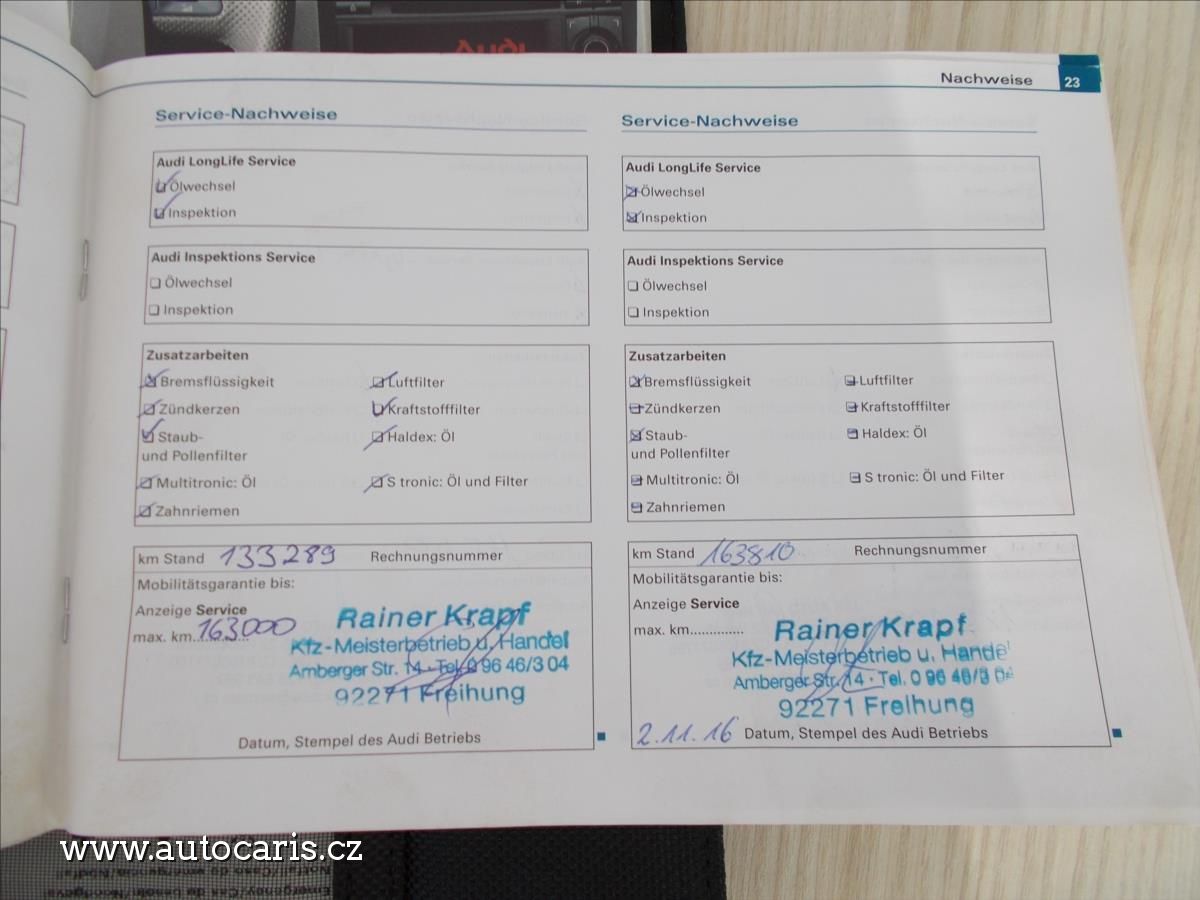 Audi
Nachweise 23
Service-Nachweise
Audi LongLife Service
Ölwechsel
Inspektion
Audi Inspektions Service
Ölwechsel
Inspektion
Zusatzarbeiten
Bremsflüssigkeit Luftfilter
Zündkerzen Kraftstofffilter
Staub- Haldex: Öl
und Pollenfilter
Multitronic: Öl S tronic: Öl und Filter
Zahnriemen
km Stand 133289 Rechnungsnummer
Mobilitätsgarantie bis:
Anzeige Service
max. km..163000
Rainer Krapf
Kfz-Meisterbetrieb u. Handel
Amberger Str. 14 · Tel. 0 96 46/3 04
92271 Freihung
Datum, Stempel des Audi Betriebs
Service-Nachweise
Audi LongLife Service
Ölwechsel
Inspektion
Audi Inspektions Service
Ölwechsel
Inspektion
Zusatzarbeiten
Bremsflüssigkeit Luftfilter
Zündkerzen Kraftstofffilter
Staub- Haldex: Öl
und Pollenfilter
Multitronic: Öl S tronic: Öl und Filter
Zahnriemen
km Stand 163810 Rechnungsnummer
Mobilitätsgarantie bis:
Anzeige Service
max. km..............
Rainer Krapf
Kfz-Meisterbetrieb u. Handel
Amberger Str. 14 · Tel. 0 96 46/3 04
92271 Freihung
2.11.16 Datum, Stempel des Audi Betriebs
www.autocaris.cz